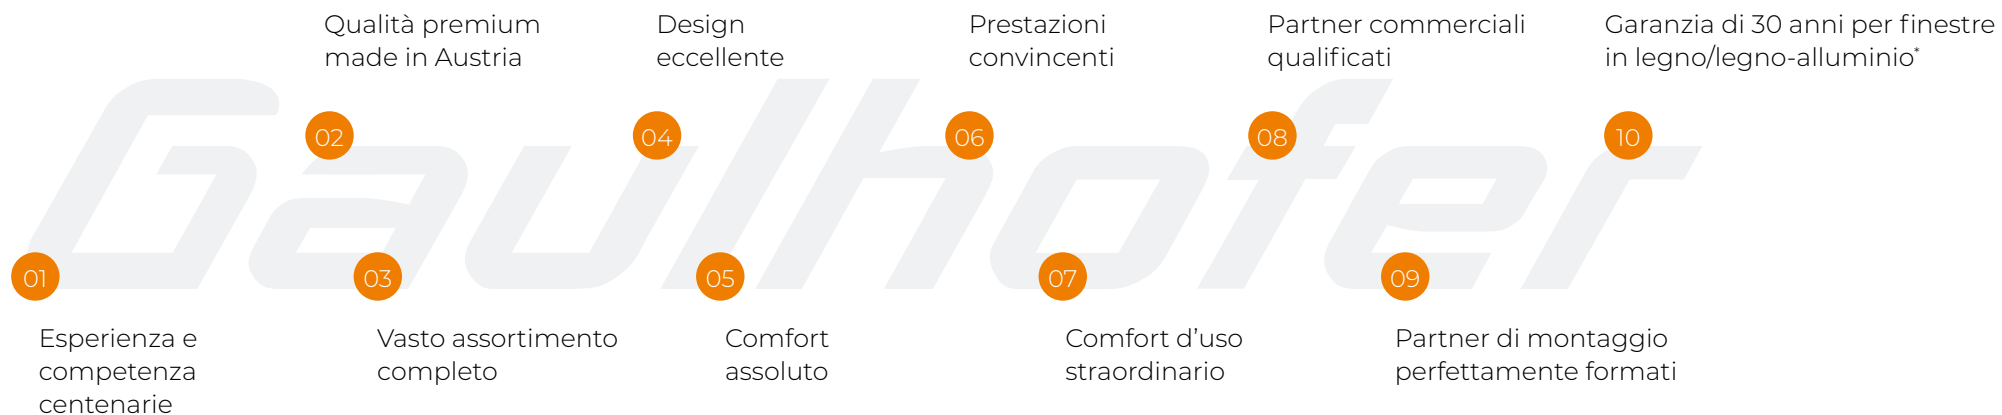 Qualità premium
made in Austria
Design
eccellente
Prestazioni
convincenti
Partner commerciali
qualificati
Garanzia di 30 anni per finestre
in legno/legno-alluminio*
Gaulhofer
02
04
06
08
10
01
03
05
07
09
Esperienza e
competenza
centenarie
Vasto assortimento
completo
Comfort
assoluto
Comfort d’uso
straordinario
Partner di montaggio
perfettamente formati